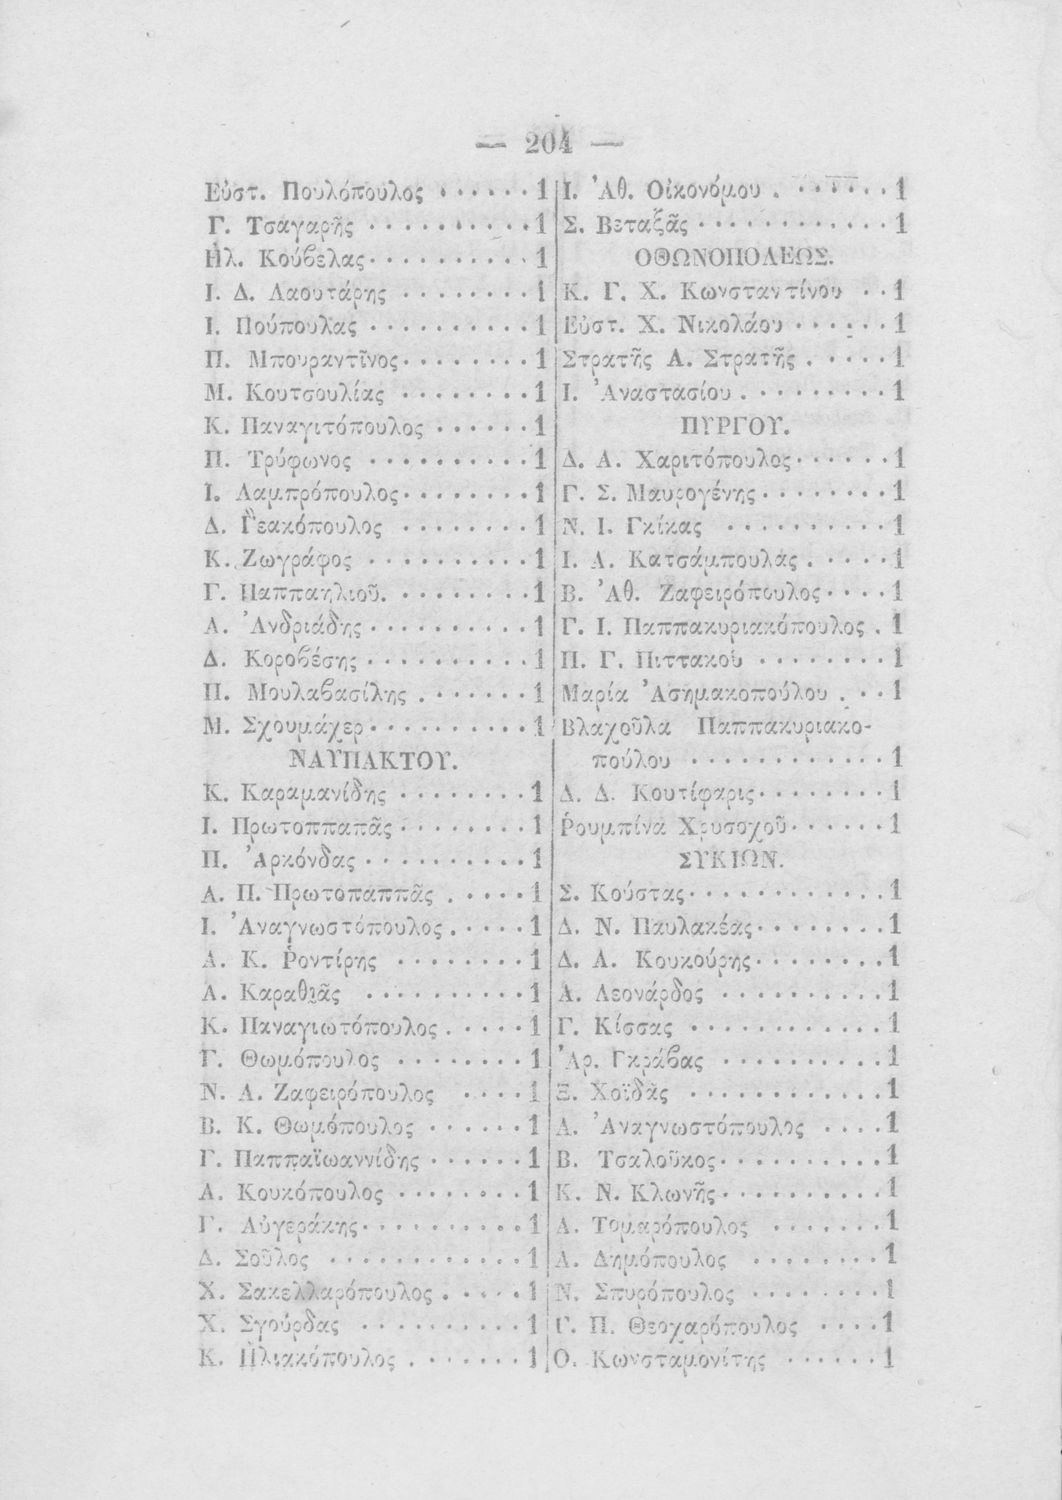 — 204 —
Εὐστ. Πουλόπουλος · · · · · · 1
Γ. Τσαγαρῆς · · · · · · · · · · 1
Ἠλ. Κούβελας · · · · · · · · · · 1
Ι. Δ. Λαουτάρης · · · · · · · · 1
Ι. Πούπουλας · · · · · · · · · · 1
Π. Μπουραντῖνος · · · · · · · · 1
Μ. Κουτσουλίας · · · · · · · · 1
Κ. Παναγιτόπουλος · · · · · · 1
Π. Τρύφωνος · · · · · · · · · · 1
Ι. Λαμπρόπουλος · · · · · · · · 1
Δ. Γεακόπουλος · · · · · · · · 1
Κ. Ζωγράφος · · · · · · · · · · 1
Γ. Παππαηλιοῦ. · · · · · · · · 1
Α. Ἀνδριάδης · · · · · · · · · · 1
Δ. Κοροβέσης · · · · · · · · · · 1
Π. Μουλαβασίλης . · · · · · · 1
Μ. Σχουμάχερ · · · · · · · · · · 1
ΝΑΥΠΑΚΤΟΥ.
Κ. Καραμανίδης · · · · · · · · 1
Ι. Πρωτοππαπᾶς · · · · · · · · 1
Π. Ἀρκόνδας · · · · · · · · · · 1
Α. Π. Πρωτοπαππᾶς . · · · · 1
Ι. Ἀναγνωστόπουλος . · · · · 1
Α. Κ. Ῥοντίρης · · · · · · · · 1
Α. Καραθιᾶς · · · · · · · · · · 1
Κ. Παναγιωτόπουλος . · · · · 1
Γ. Θωμόπουλος · · · · · · · · 1
Ν. Α. Ζαφειρόπουλος · · · · 1
Β. Κ. Θωμόπουλος · · · · · · 1
Γ. Παππαϊωαννίδης · · · · · · 1
Α. Κουκόπουλος · · · · · · · · 1
Γ. Αὐγεράκης · · · · · · · · · · 1
Δ. Σοῦλος · · · · · · · · · · · · 1
Χ. Σακελλαρόπουλος . · · · · 1
Χ. Σγούρδας · · · · · · · · · · 1
Κ. Ἠλιακόπουλος . · · · · · · 1
Ι. Ἀθ. Οἰκονόμου . · · · · · · 1
Σ. Βεταξᾶς · · · · · · · · · · · · 1
ΟΘΩΝΟΠΟΛΕΩΣ.
Κ. Γ. Χ. Κωνσταντίνου · · 1
Εὐστ. Χ. Νικολάου · · · · · · 1
Στρατῆς Α. Στρατῆς . · · · · 1
Ι. Ἀναστασίου . · · · · · · · · 1
ΠΥΡΓΟΥ.
Δ. Α. Χαριτόπουλος · · · · · · 1
Γ. Σ. Μαυρογένης · · · · · · · · 1
Ν. Ι. Γκίκας · · · · · · · · · · 1
Ι. Α. Κατσάμπουλας . · · · · 1
Β. Ἀθ. Ζαφειρόπουλος · · · · 1
Γ. Ι. Παππακυριακόπουλος . 1
Π. Γ. Πιττακοῦ · · · · · · · · 1
Μαρία Ἀσημακοπούλου . · · 1
Βλαχοῦλα Παππακυριακο-
πούλου · · · · · · · · · · · · 1
Δ. Δ. Κουτίφαρις · · · · · · · · 1
Ῥουμπίνα Χρυσοχοῦ · · · · · · 1
ΣΥΚΙΩΝ.
Σ. Κούστας · · · · · · · · · · · · 1
Δ. Ν. Παυλακέας · · · · · · · · 1
Δ. Α. Κουκούρης · · · · · · · · 1
Α. Λεονάρδος · · · · · · · · · · 1
Γ. Κίσσας · · · · · · · · · · · · 1
Ἀρ. Γκράβας · · · · · · · · · · 1
Ξ. Χοϊδᾶς · · · · · · · · · · · · 1
Α. Ἀναγνωστόπουλος · · · · 1
Β. Τσαλοῦκος · · · · · · · · · · 1
Κ. Ν. Κλωνῆς · · · · · · · · · · 1
Α. Τομαρόπουλος · · · · · · · 1
Α. Δημόπουλος · · · · · · · · 1
Ν. Σπυρόπουλος · · · · · · · · 1
Γ. Π. Θεοχαρόπουλος · · · · 1
Ο. Κωνσταμονίτης · · · · · · 1